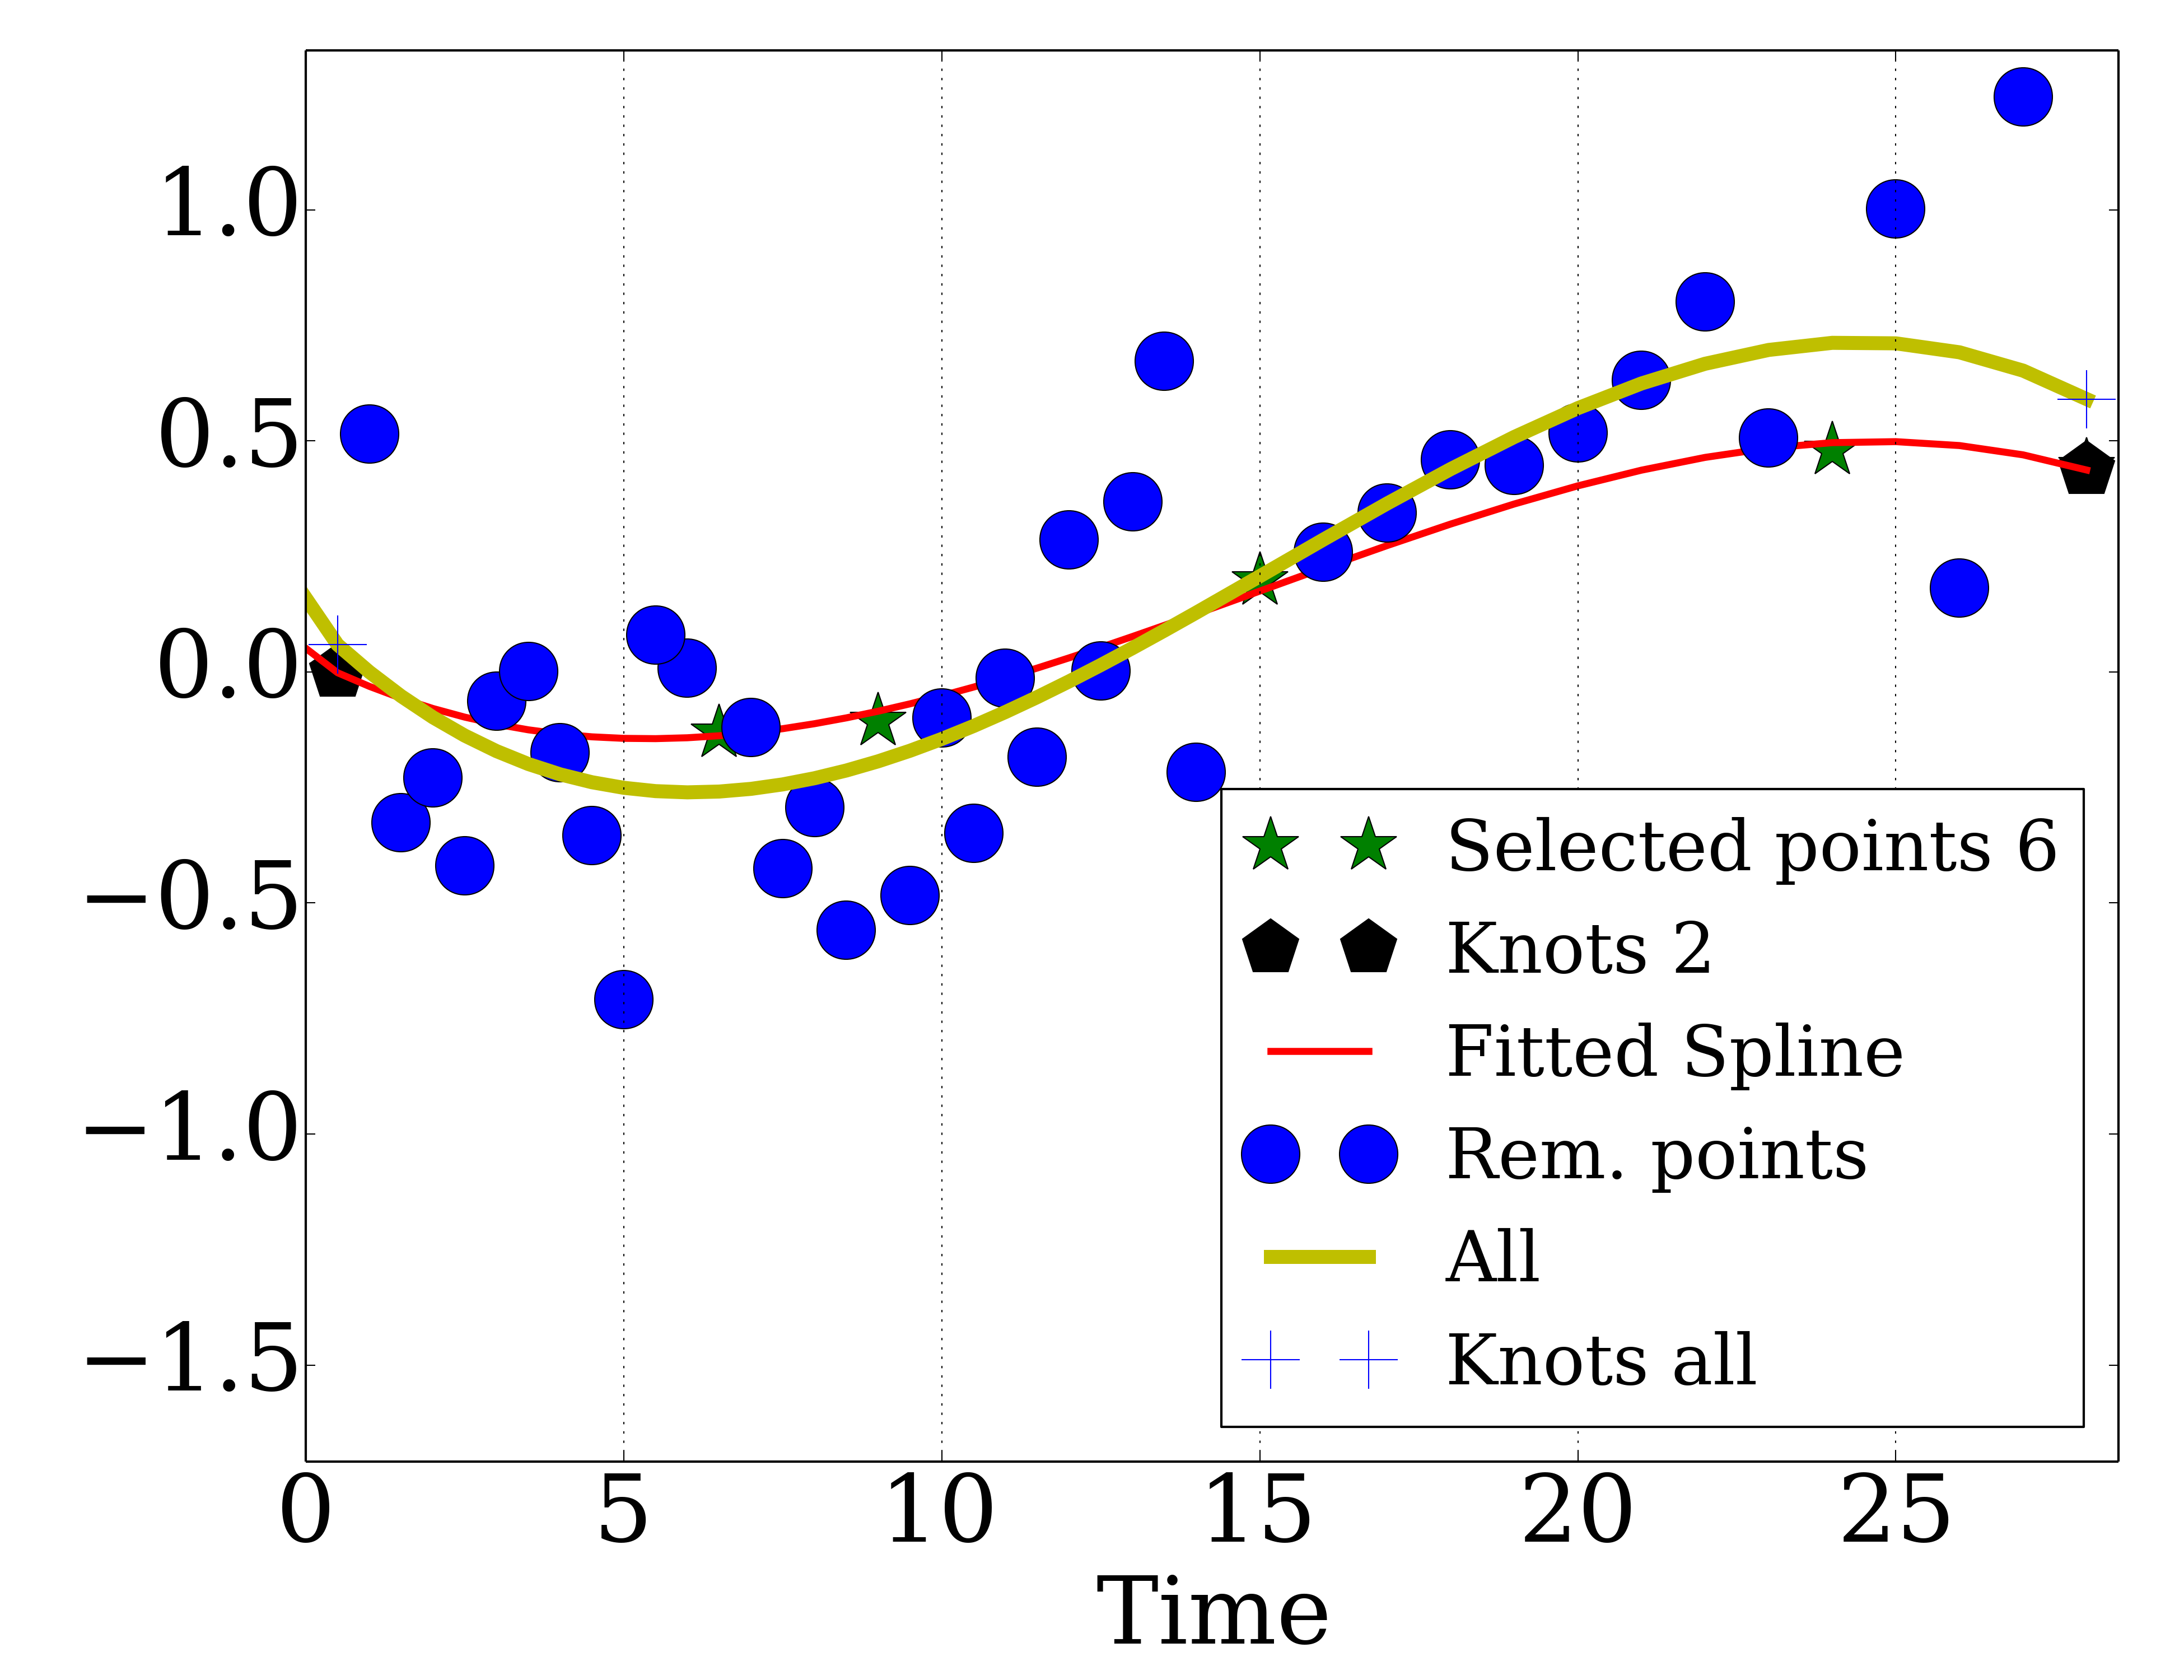 1.0
0.5
0.0
−0.5
−1.0
−1.5
0 5 10 15 20 25
Time
Selected points 6
Knots 2
Fitted Spline
Rem. points
All
Knots all